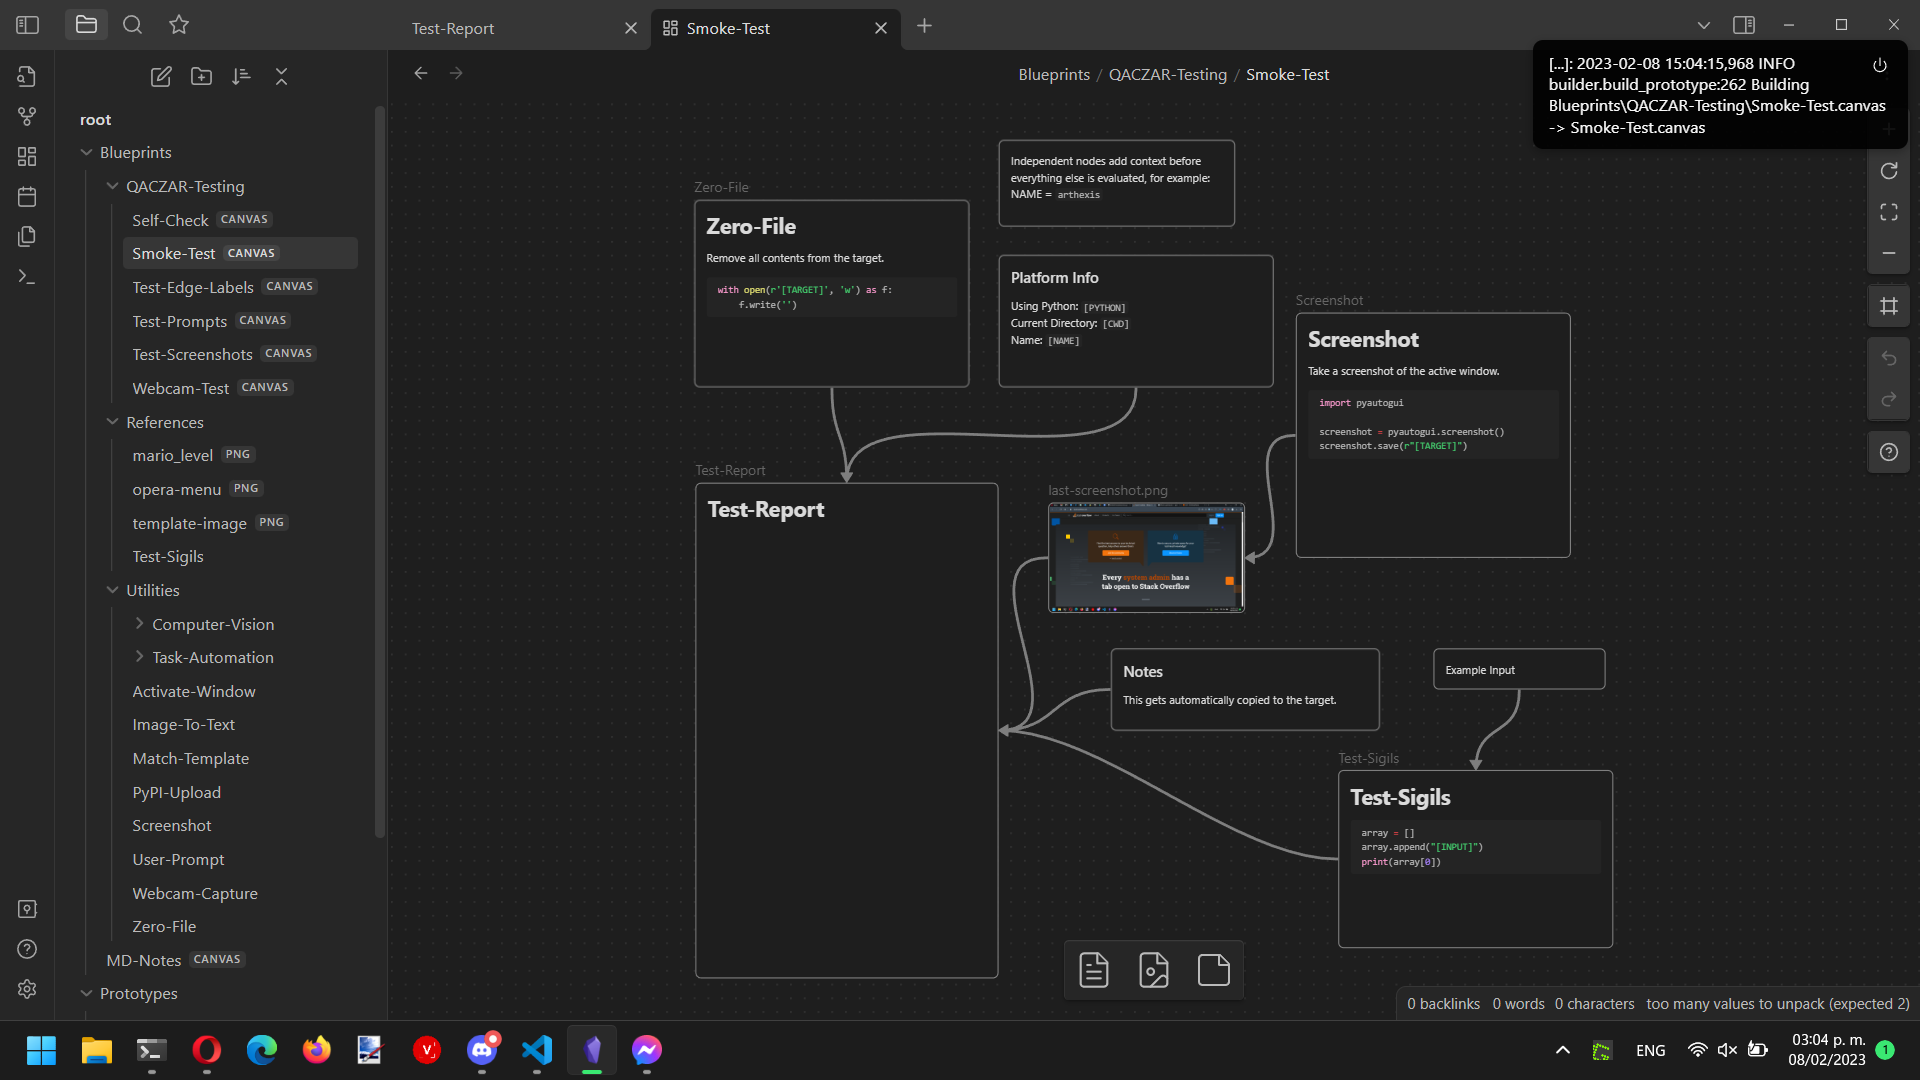 Test-Report
Smoke-Test
Blueprints / QACZAR-Testing / Smoke-Test
[...]: 2023-02-08 15:04:15,968 INFO
builder.build_prototype:262 Building
Blueprints\QACZAR-Testing\Smoke-Test.canvas
-> Smoke-Test.canvas
root
Blueprints
QACZAR-Testing
Self-Check CANVAS
Smoke-Test CANVAS
Test-Edge-Labels CANVAS
Test-Prompts CANVAS
Test-Screenshots CANVAS
Webcam-Test CANVAS
References
mario_level PNG
opera-menu PNG
template-image PNG
Test-Sigils
Utilities
Computer-Vision
Task-Automation
Activate-Window
Image-To-Text
Match-Template
PyPI-Upload
Screenshot
User-Prompt
Webcam-Capture
Zero-File
MD-Notes CANVAS
Prototypes
Zero-File
Zero-File
Remove all contents from the target.
with open(r'[TARGET]', 'w') as f:
f.write('')
Independent nodes add context before
everything else is evaluated, for example:
NAME = arthexis
Platform Info
Using Python: [PYTHON]
Current Directory: [CWD]
Name: [NAME]
Screenshot
Screenshot
Take a screenshot of the active window.
import pyautogui
screenshot = pyautogui.screenshot()
screenshot.save(r"[TARGET]")
Test-Report
Test-Report
last-screenshot.png
Every system admin has a
tab open to Stack Overflow
Notes
This gets automatically copied to the target.
Example Input
Test-Sigils
Test-Sigils
array = []
array.append("[INPUT]")
print(array[0])
0 backlinks 0 words 0 characters too many values to unpack (expected 2)
ENG
03:04 p. m.
08/02/2023
1